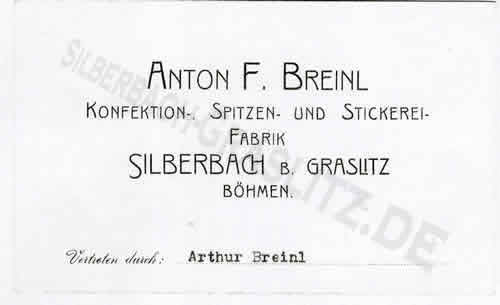 ANTON F. BREINL
KONFEKTION-, SPITZEN- UND STICKEREI-
FABRIK
SILBERBACH B. GRASLITZ
BÖHMEN.
Vertreten durch: Arthur Breinl
SILBERBACH-GRASLITZ.DE